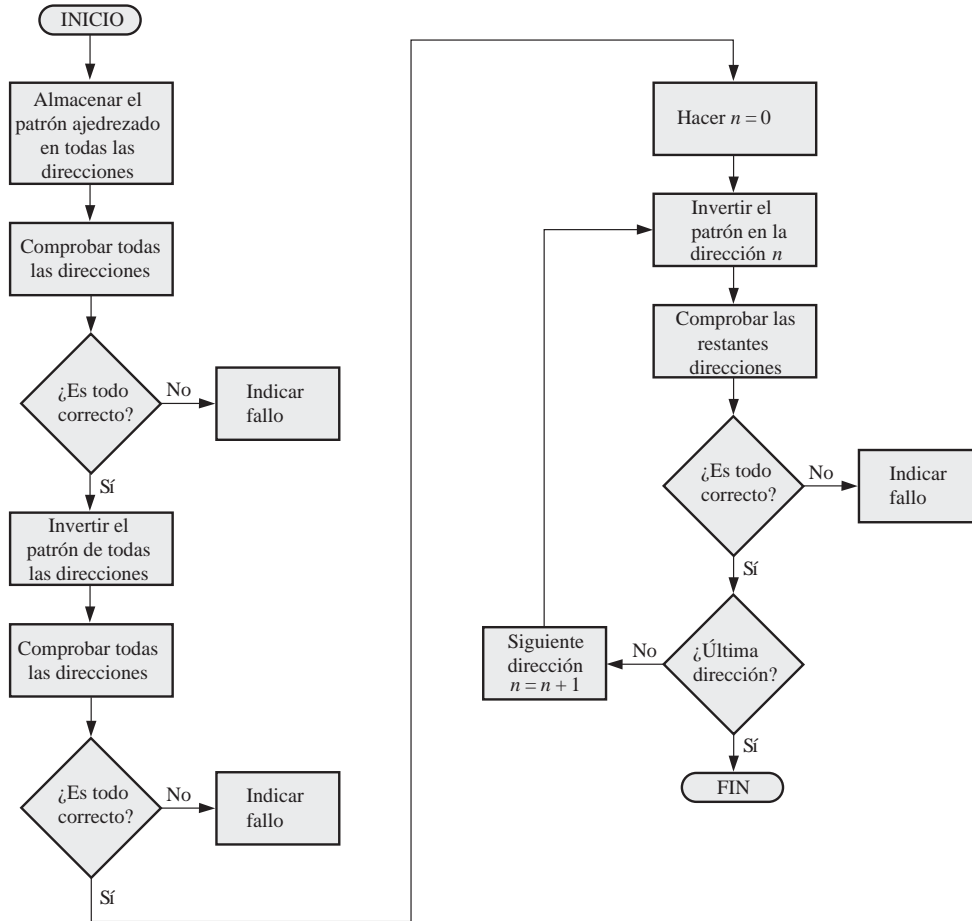 INICIO
Almacenar el
patrón ajedrezado
en todas las
direcciones
Comprobar todas
las direcciones
¿Es todo
correcto?
No
Indicar
fallo
Sí
Invertir el
patrón de todas
las direcciones
Comprobar todas
las direcciones
¿Es todo
correcto?
No
Indicar
fallo
Sí
Hacer n = 0
Invertir el
patrón en la
dirección n
Comprobar las
restantes
direcciones
¿Es todo
correcto?
No
Indicar
fallo
Sí
¿Última
dirección?
No
Siguiente
dirección
n = n + 1
Sí
FIN